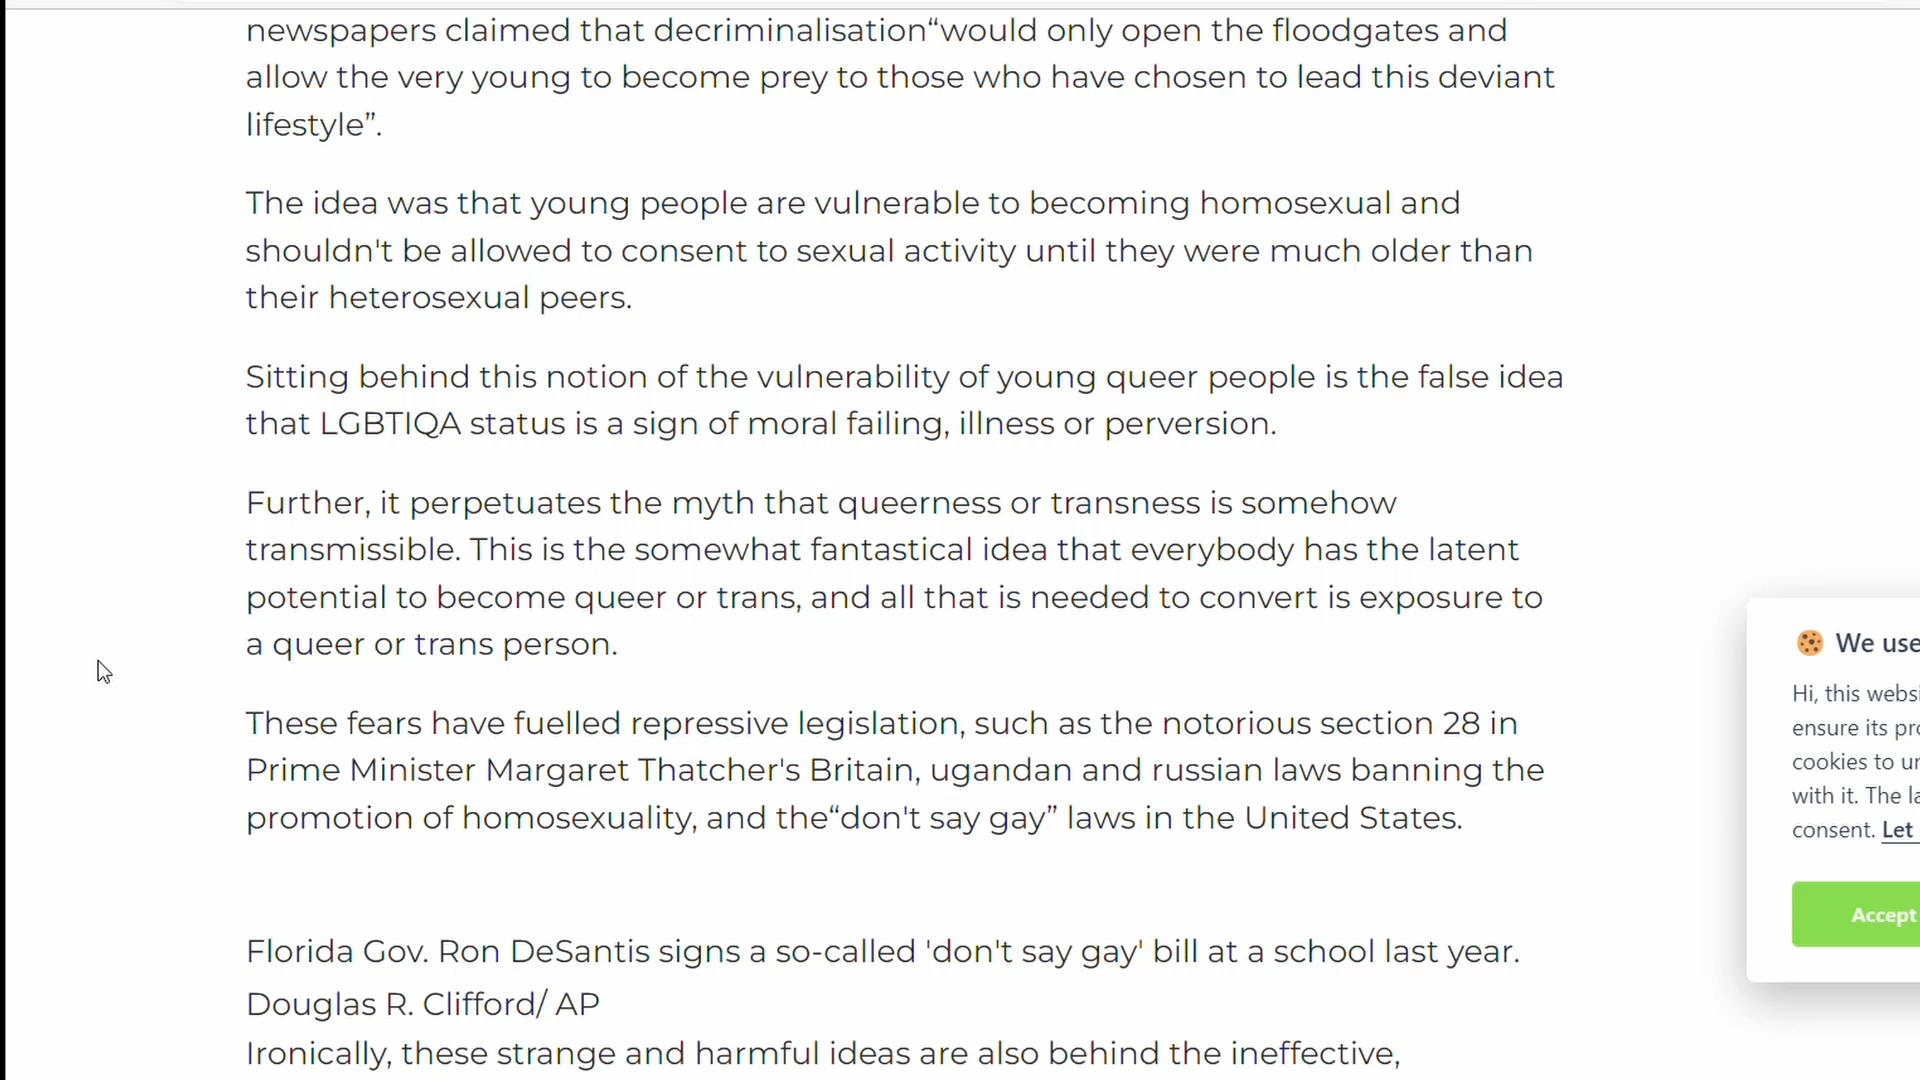 newspapers claimed that decriminalisation“would only open the floodgates and
allow the very young to become prey to those who have chosen to lead this deviant
lifestyle”.
The idea was that young people are vulnerable to becoming homosexual and
shouldn't be allowed to consent to sexual activity until they were much older than
their heterosexual peers.
Sitting behind this notion of the vulnerability of young queer people is the false idea
that LGBTIQA status is a sign of moral failing, illness or perversion.
Further, it perpetuates the myth that queerness or transness is somehow
transmissible. This is the somewhat fantastical idea that everybody has the latent
potential to become queer or trans, and all that is needed to convert is exposure to
a queer or trans person.
These fears have fuelled repressive legislation, such as the notorious section 28 in
Prime Minister Margaret Thatcher's Britain, ugandan and russian laws banning the
promotion of homosexuality, and the“don't say gay” laws in the United States.
Florida Gov. Ron DeSantis signs a so-called 'don't say gay' bill at a school last year.
Douglas R. Clifford/ AP
Ironically, these strange and harmful ideas are also behind the ineffective,
We use
Hi, this
ensure its
cookies to
with it. The
consent. Let
Accept